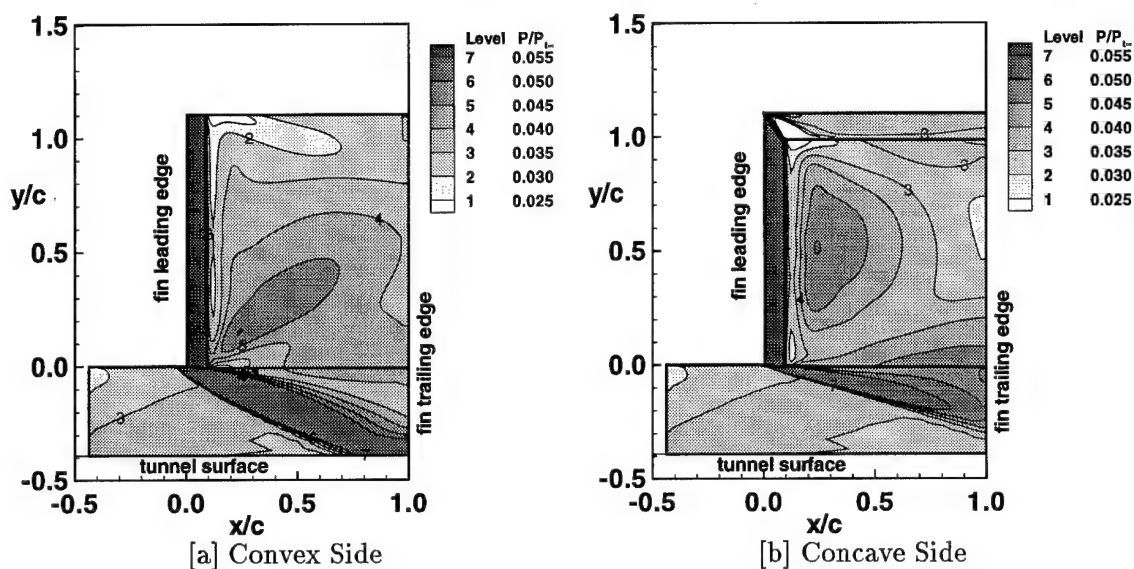 1.5
1.0
0.5
0.0
-0.5
y/c
-0.5
0.0
0.5
1.0
x/c
fin leading edge
fin trailing edge
tunnel surface
2
4
3
Level P/Pt∞
7 0.055
6 0.050
5 0.045
4 0.040
3 0.035
2 0.030
1 0.025
[a] Convex Side
1.5
1.0
0.5
0.0
-0.5
y/c
-0.5
0.0
0.5
1.0
x/c
fin leading edge
fin trailing edge
tunnel surface
3
3
3
4
3
Level P/Pt∞
7 0.055
6 0.050
5 0.045
4 0.040
3 0.035
2 0.030
1 0.025
[b] Concave Side